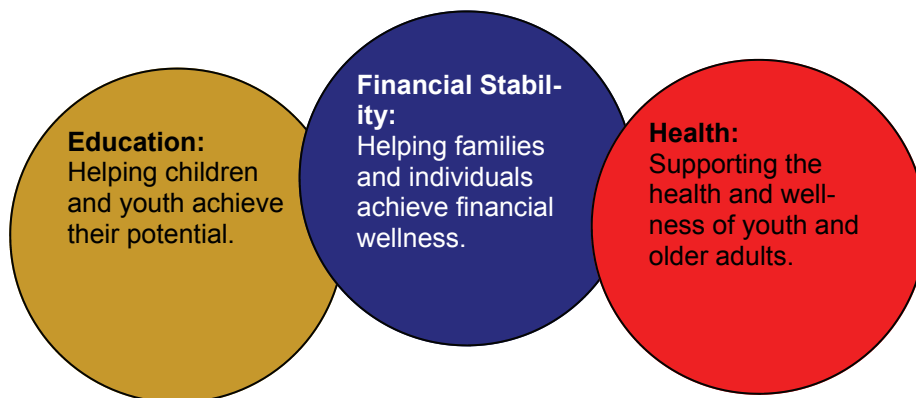 Education:
Helping children
and youth achieve
their potential.
Financial Stabil-
ity:
Helping families
and individuals
achieve financial
wellness.
Health:
Supporting the
health and well-
ness of youth and
older adults.